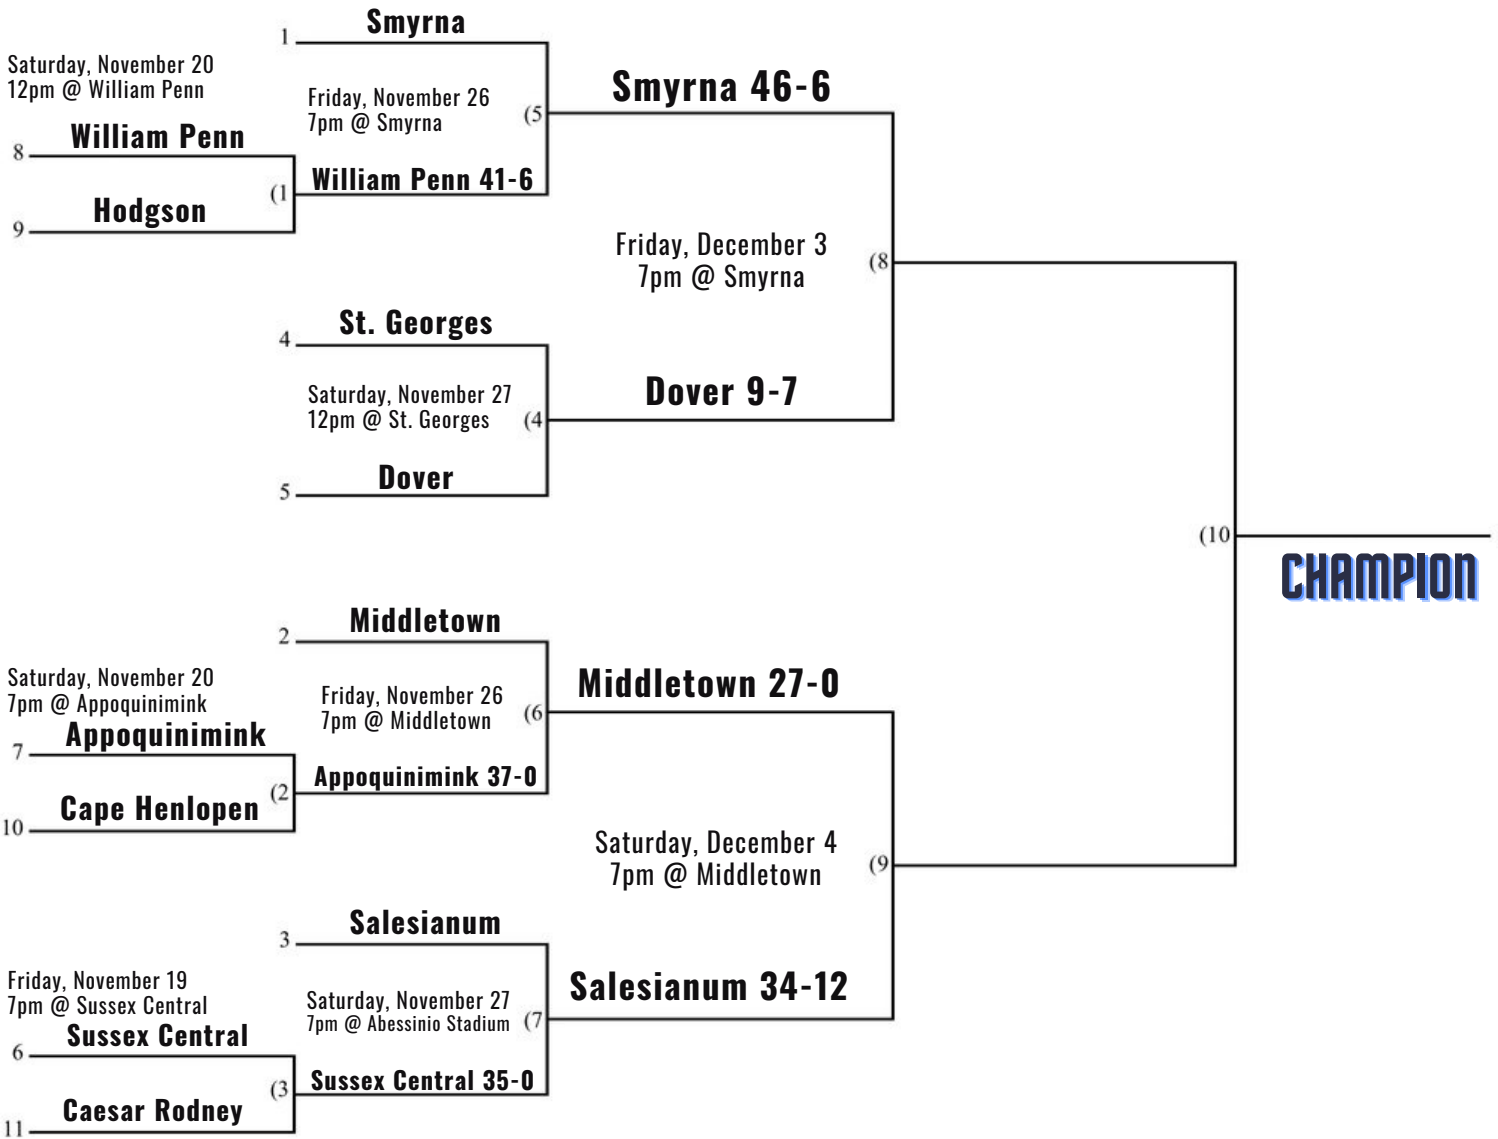 1 Smyrna
Saturday, November 20
12pm @ William Penn
8 William Penn
9 Hodgson
Friday, November 26
7pm @ Smyrna
(5
(1 William Penn 41-6
Smyrna 46-6
4 St. Georges
Saturday, November 27
12pm @ St. Georges
(4
5 Dover
Dover 9-7
Friday, December 3
7pm @ Smyrna
(8
2 Middletown
Saturday, November 20
7pm @ Appoquinimink
7 Appoquinimink
10 Cape Henlopen
Friday, November 26
7pm @ Middletown
(6
(2 Appoquinimink 37-0
Middletown 27-0
3 Salesianum
Friday, November 19
7pm @ Sussex Central
6 Sussex Central
11 Caesar Rodney
Saturday, November 27
7pm @ Abessinio Stadium
(7
(3 Sussex Central 35-0
Salesianum 34-12
Saturday, December 4
7pm @ Middletown
(9
(10
CHAMPION